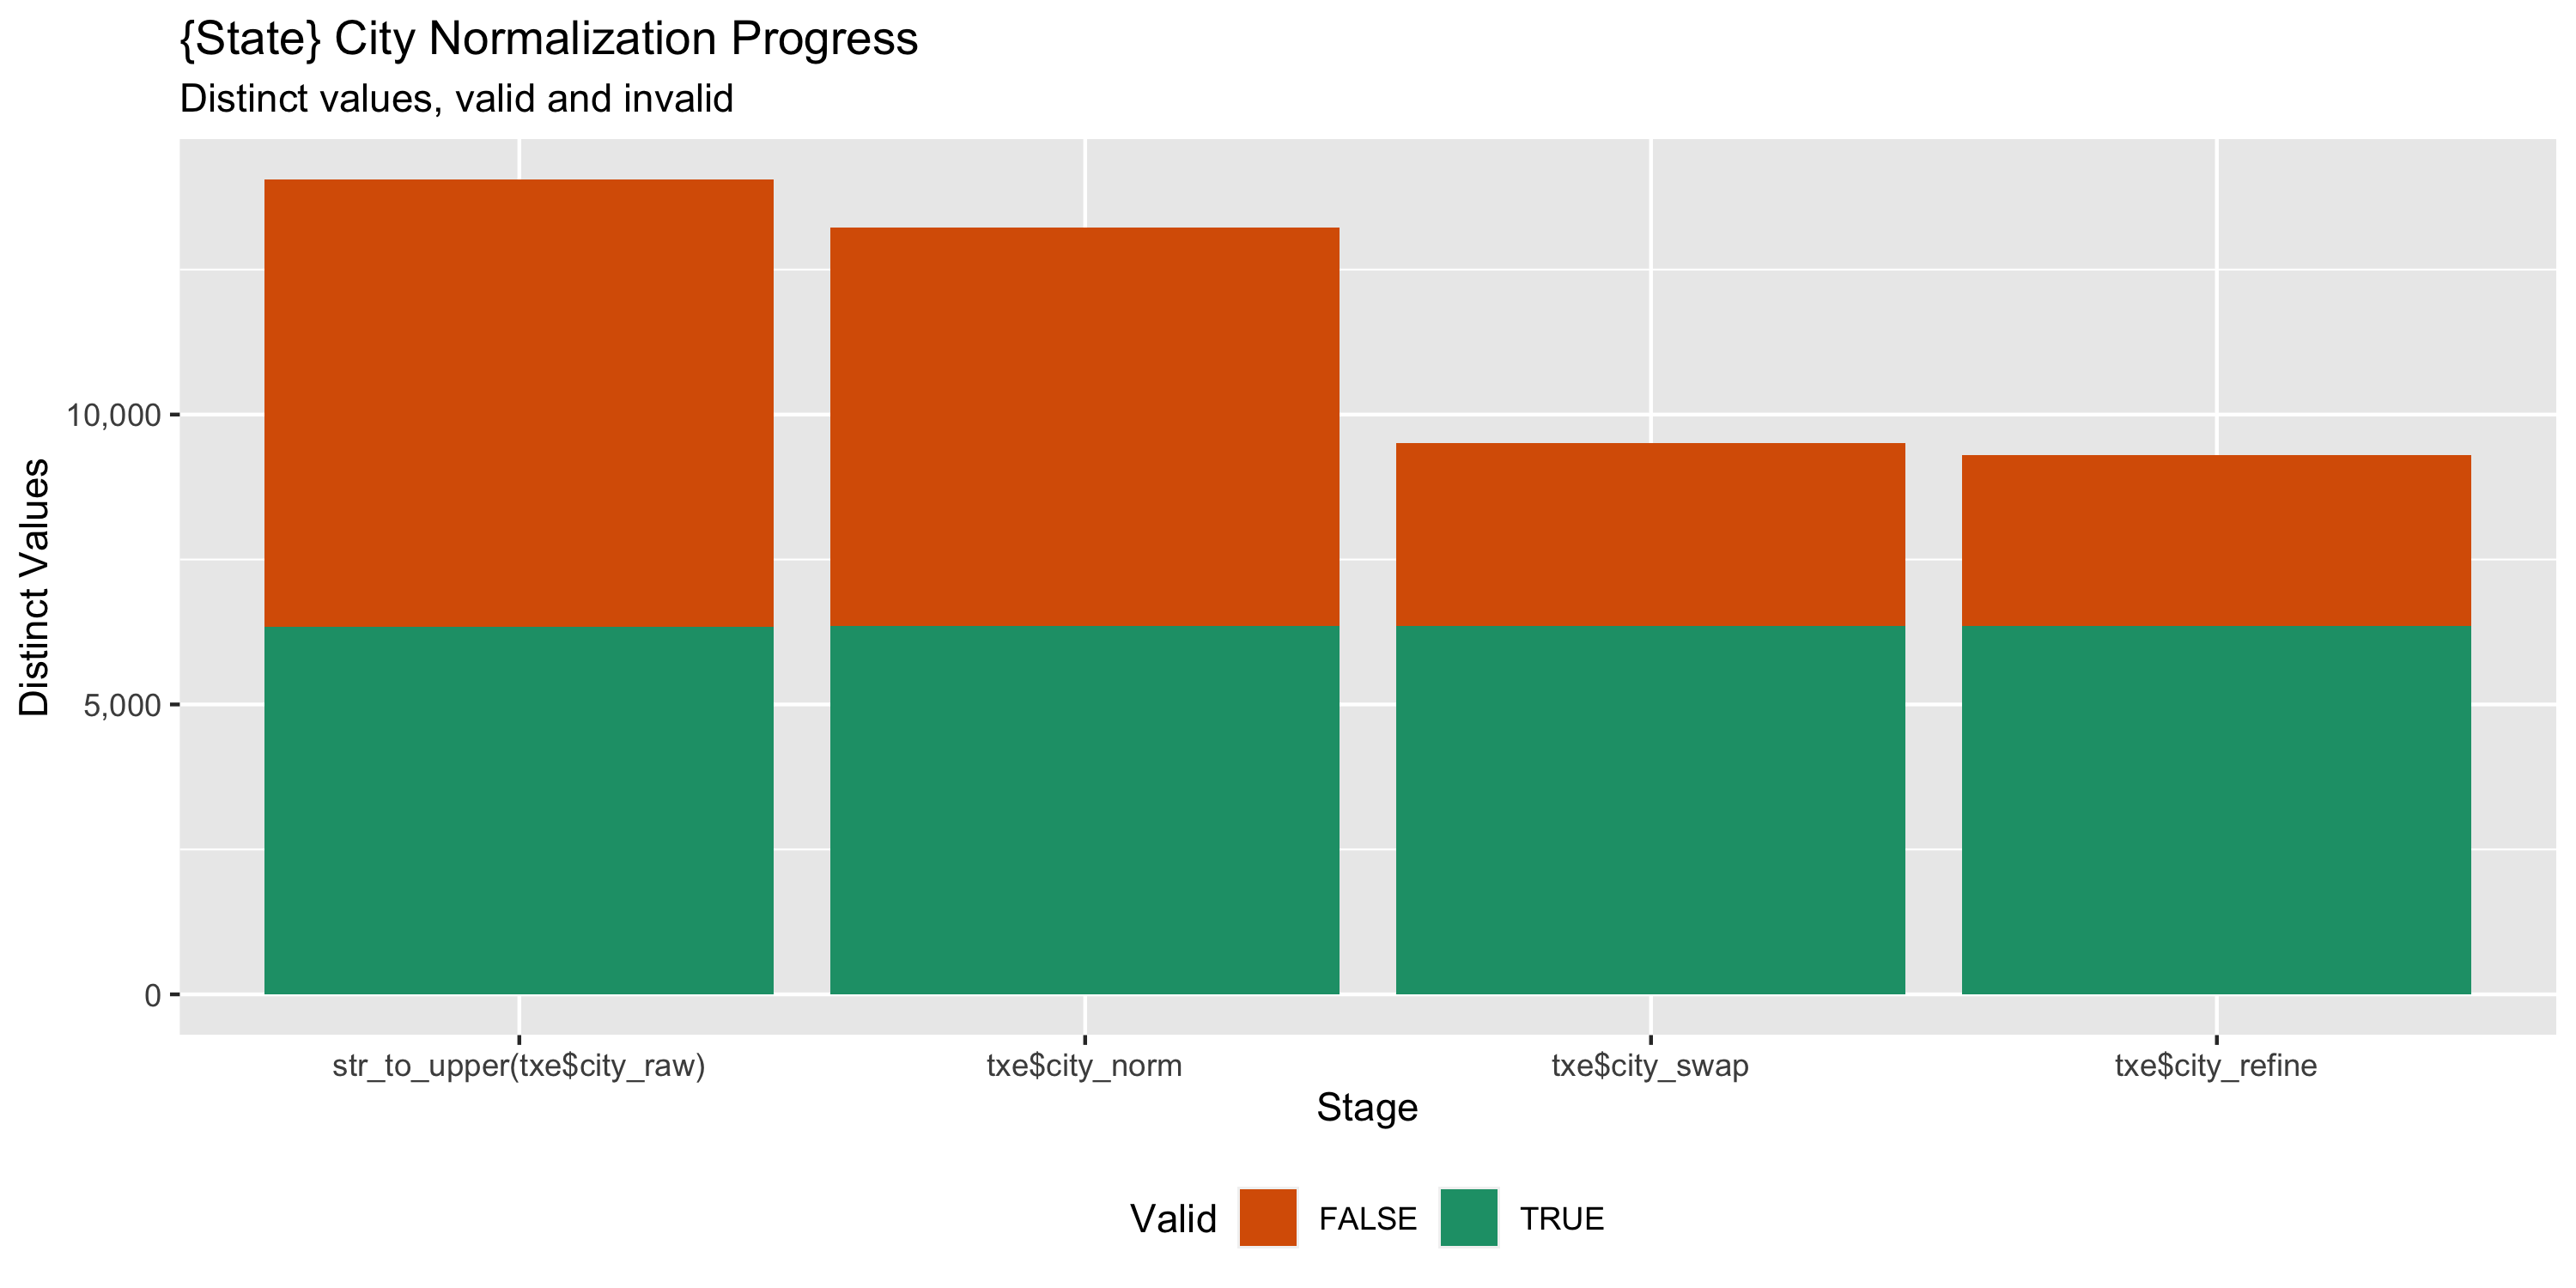 {State} City Normalization Progress
Distinct values, valid and invalid
Distinct Values
10,000
5,000
0
str_to_upper(txe$city_raw)
txe$city_norm
txe$city_swap
txe$city_refine
Stage
Valid
FALSE
TRUE